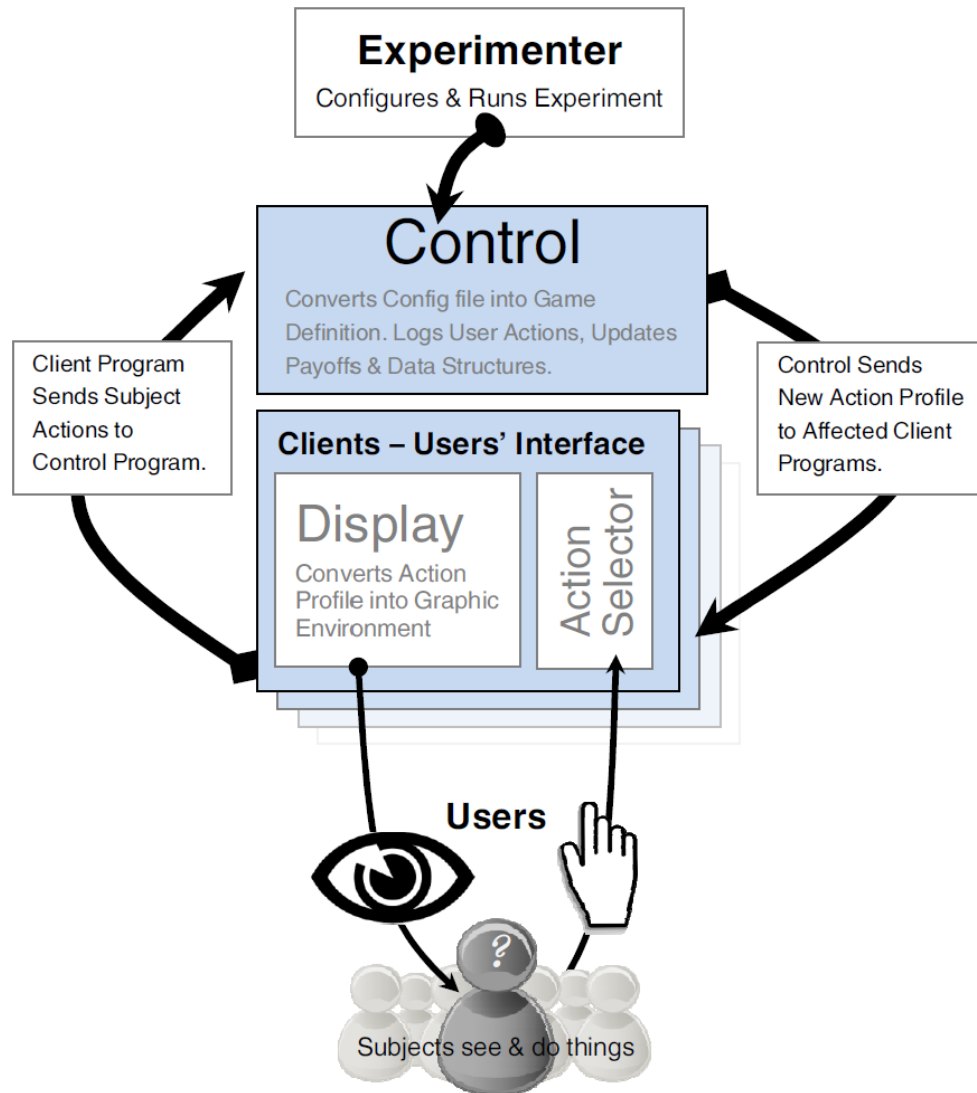 Experimenter
Configures & Runs Experiment
Control
Converts Config file into Game
Definition. Logs User Actions, Updates
Payoffs & Data Structures.
Client Program
Sends Subject
Actions to
Control Program.
Control Sends
New Action Profile
to Affected Client
Programs.
Clients – Users’ Interface
Display
Converts Action
Profile into Graphic
Environment
Action
Selector
Users
?
Subjects see & do things